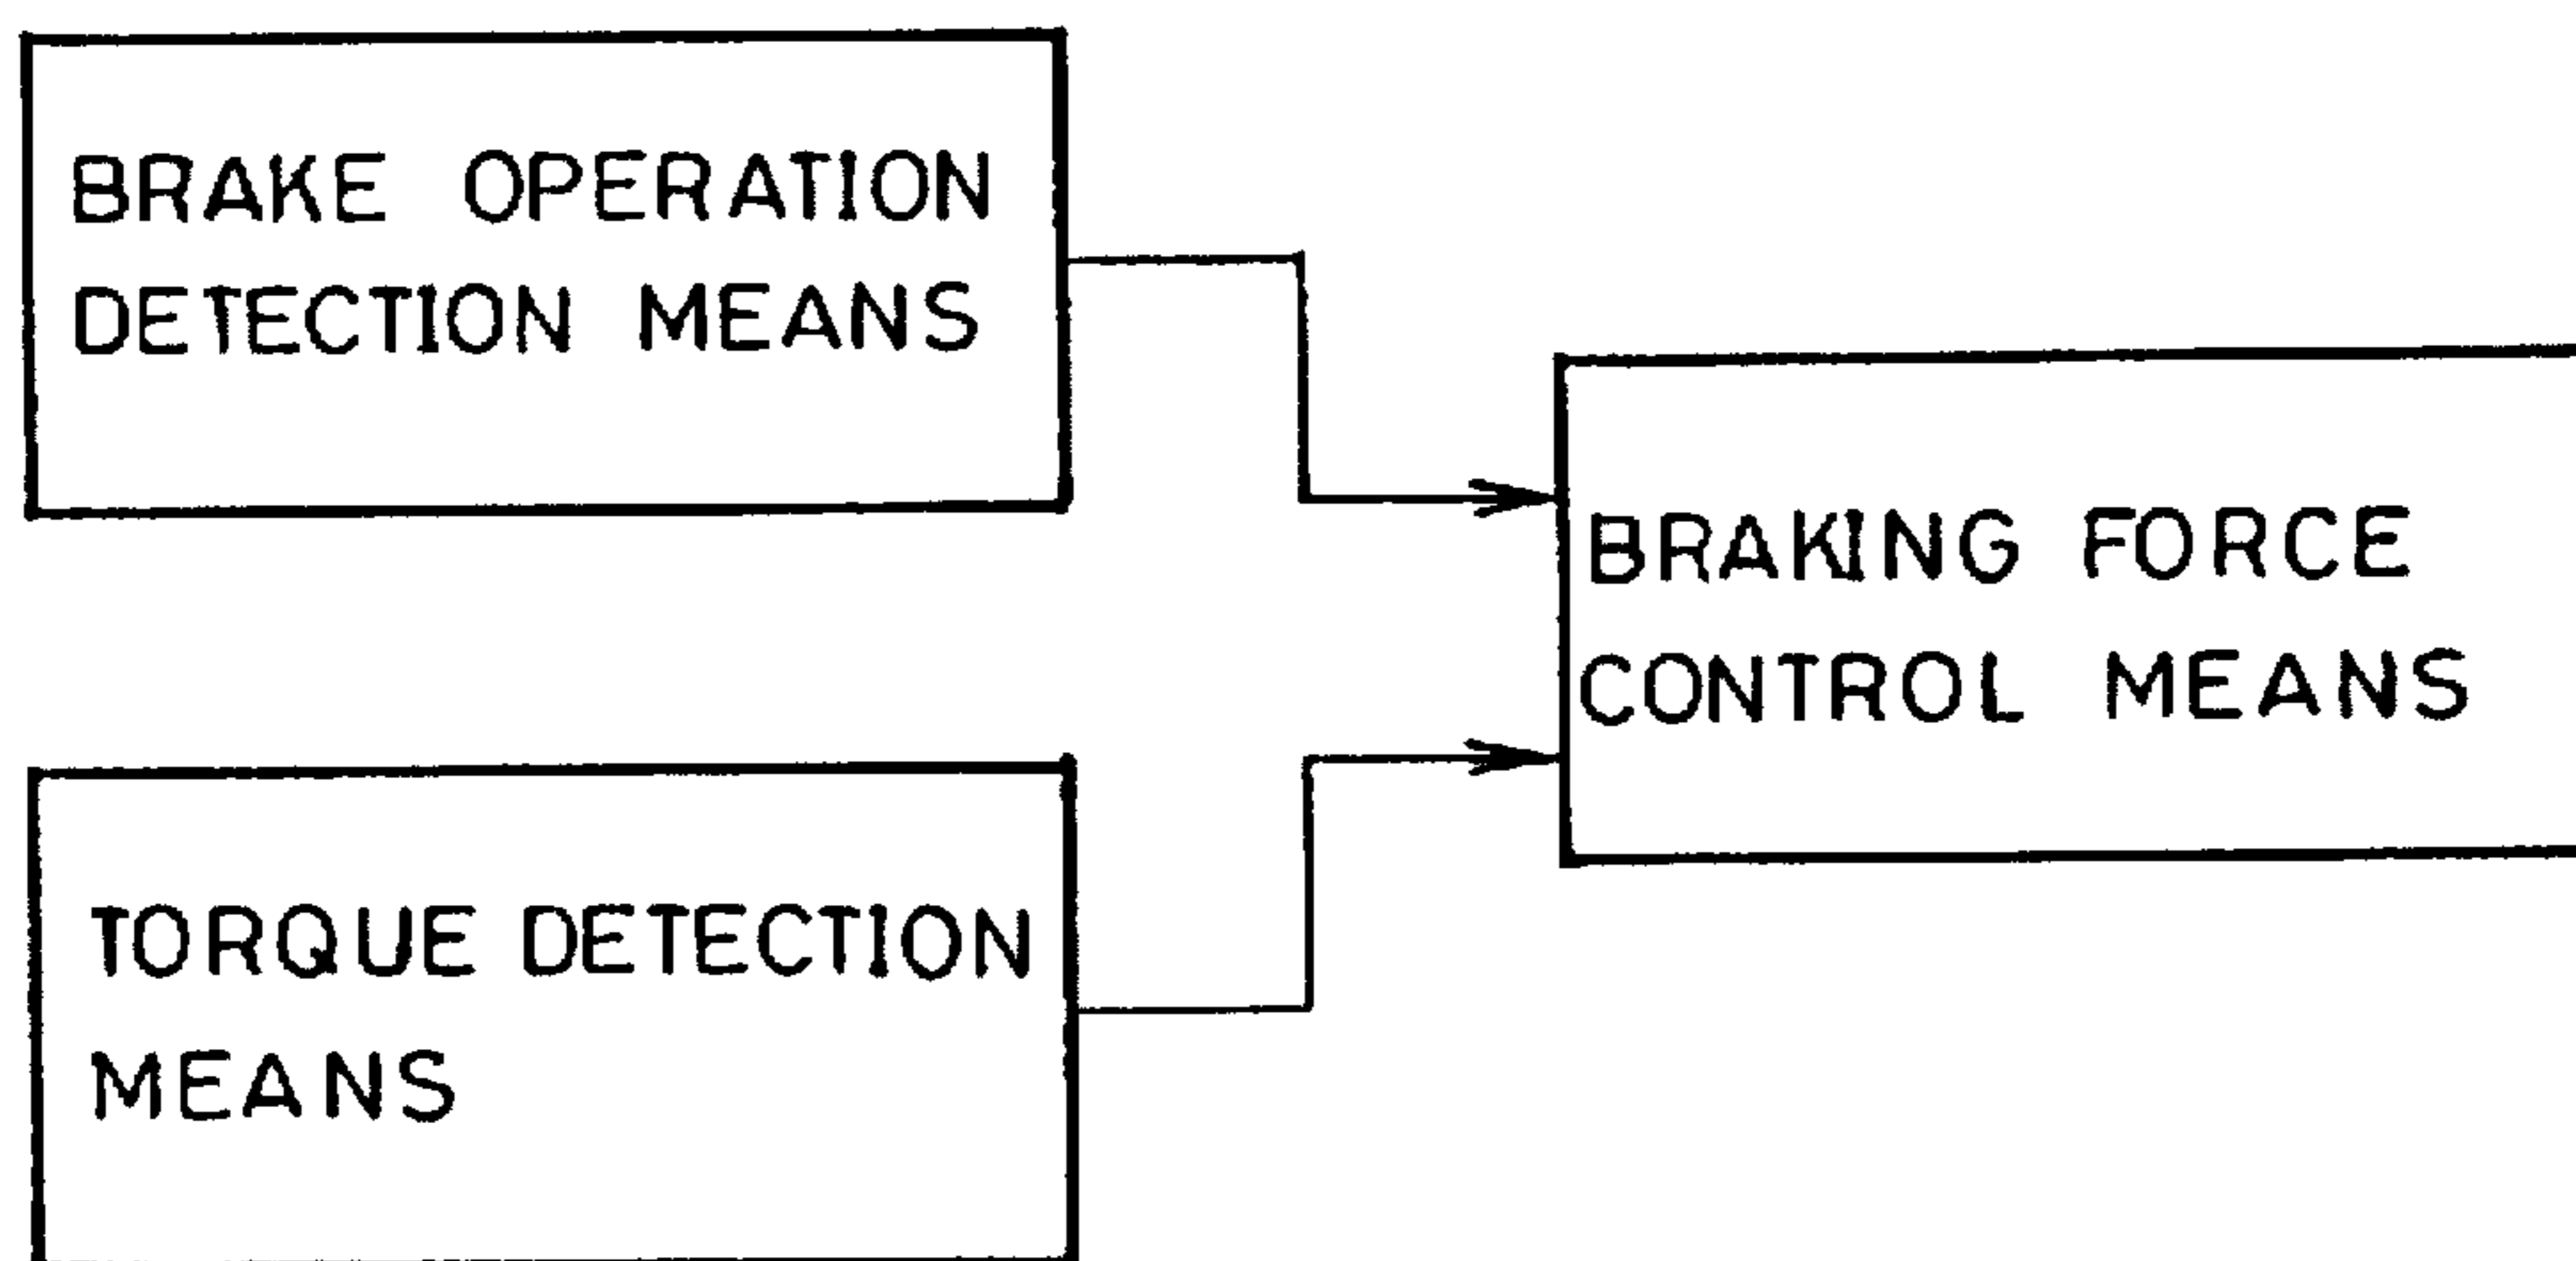 BRAKE OPERATION
DETECTION MEANS
BRAKING FORCE
CONTROL MEANS
TORQUE DETECTION
MEANS